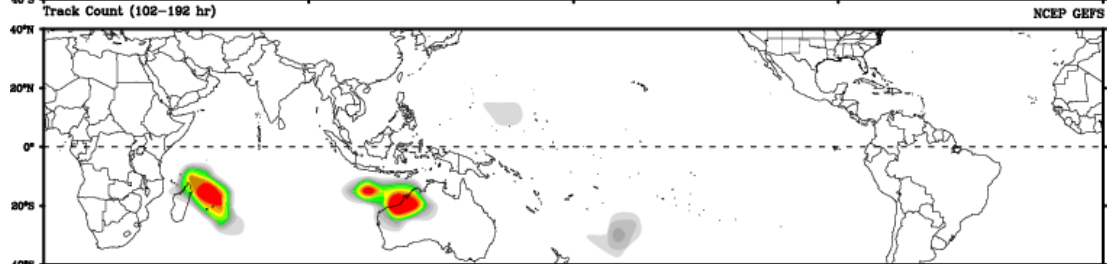 Track Count (102-192 hr) NCEP GEFS
40°N
20°N
0°
20°S